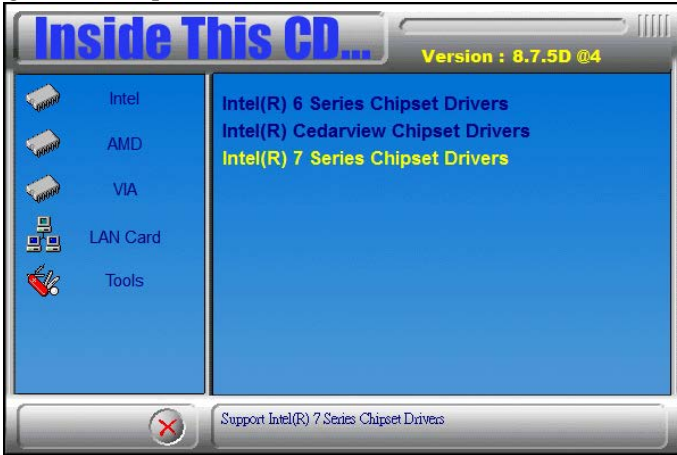 Inside This CD...
Version : 8.7.5D @4
Intel
AMD
VIA
LAN Card
Tools
Intel(R) 6 Series Chipset Drivers
Intel(R) Cedarview Chipset Drivers
Intel(R) 7 Series Chipset Drivers
Support Intel(R) 7 Series Chipset Drivers